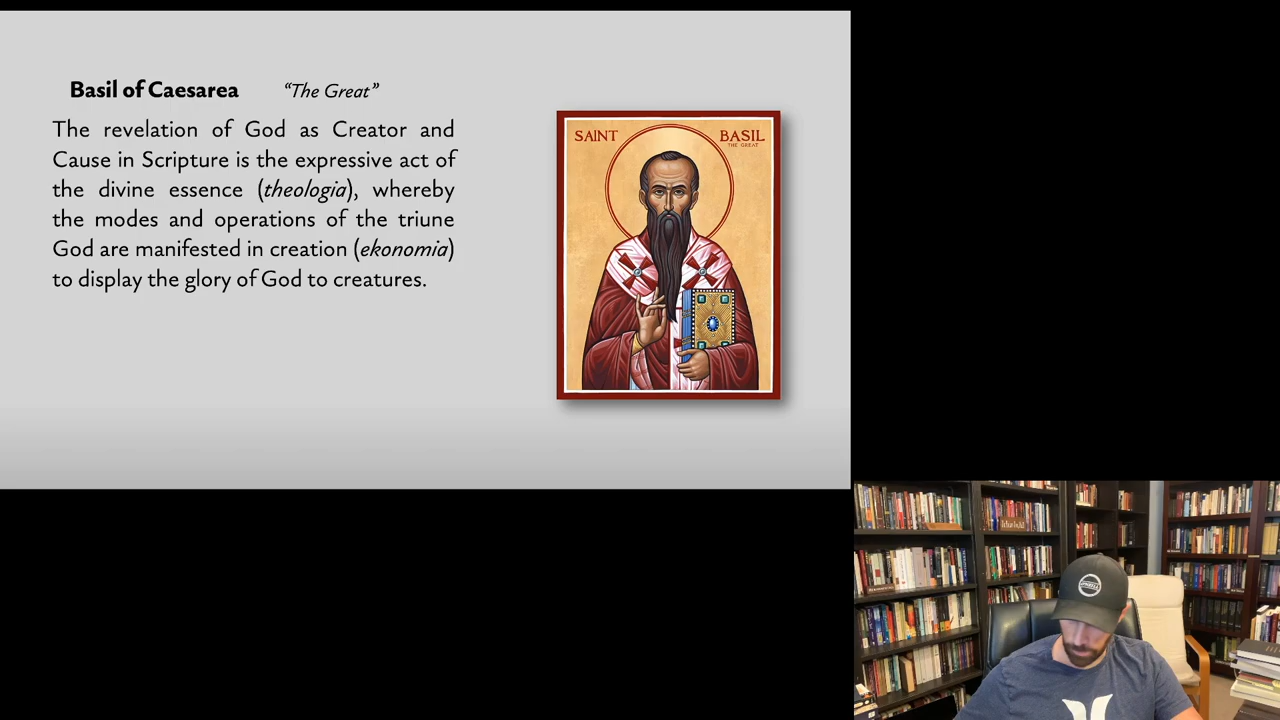 Basil of Caesarea “The Great”
The revelation of God as Creator and
Cause in Scripture is the expressive act of
the divine essence (theologia), whereby
the modes and operations of the triune
God are manifested in creation (ekonomia)
to display the glory of God to creatures.
SAINT BASIL
THE GREAT